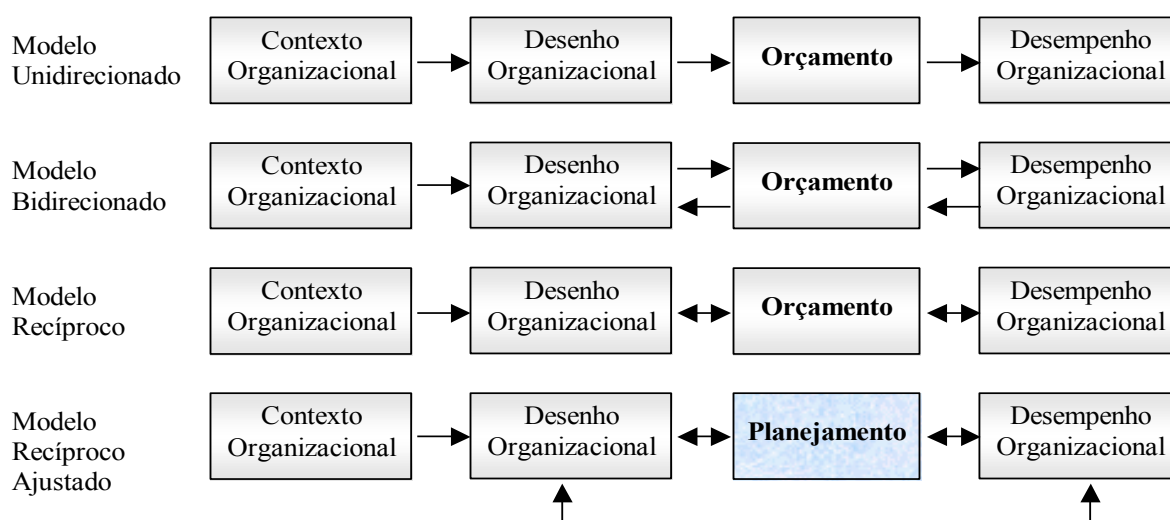 Modelo
Unidirecionado
Contexto
Organizacional
Desenho
Organizacional
Orçamento
Desempenho
Organizacional
Modelo
Bidirecionado
Contexto
Organizacional
Desenho
Organizacional
Orçamento
Desempenho
Organizacional
Modelo
Recíproco
Contexto
Organizacional
Desenho
Organizacional
Orçamento
Desempenho
Organizacional
Modelo
Recíproco
Ajustado
Contexto
Organizacional
Desenho
Organizacional
Planejamento
Desempenho
Organizacional